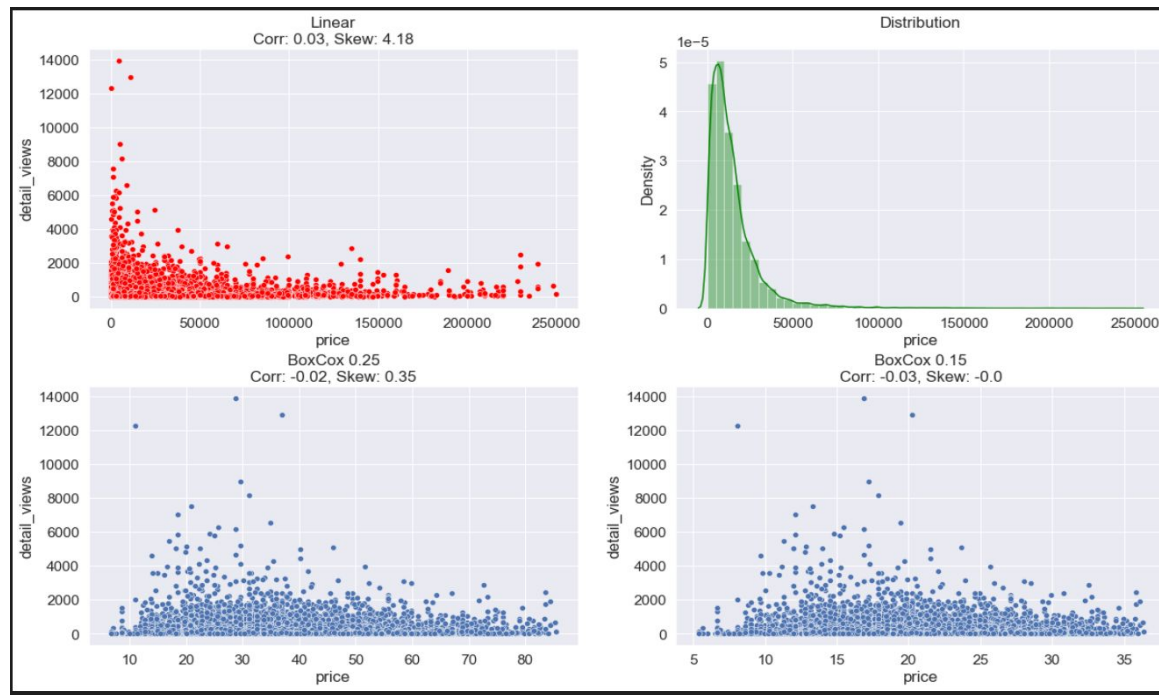 Linear
Corr: 0.03, Skew: 4.18
14000
12000
10000
8000
6000
4000
2000
0
detail_views
0 50000 100000 150000 200000 250000
price
Distribution
1e−5
5
4
3
2
1
0
Density
0 50000 100000 150000 200000 250000
price
BoxCox 0.25
Corr: -0.02, Skew: 0.35
14000
12000
10000
8000
6000
4000
2000
0
detail_views
10 20 30 40 50 60 70 80
price
BoxCox 0.15
Corr: -0.03, Skew: -0.0
14000
12000
10000
8000
6000
4000
2000
0
detail_views
5 10 15 20 25 30 35
price